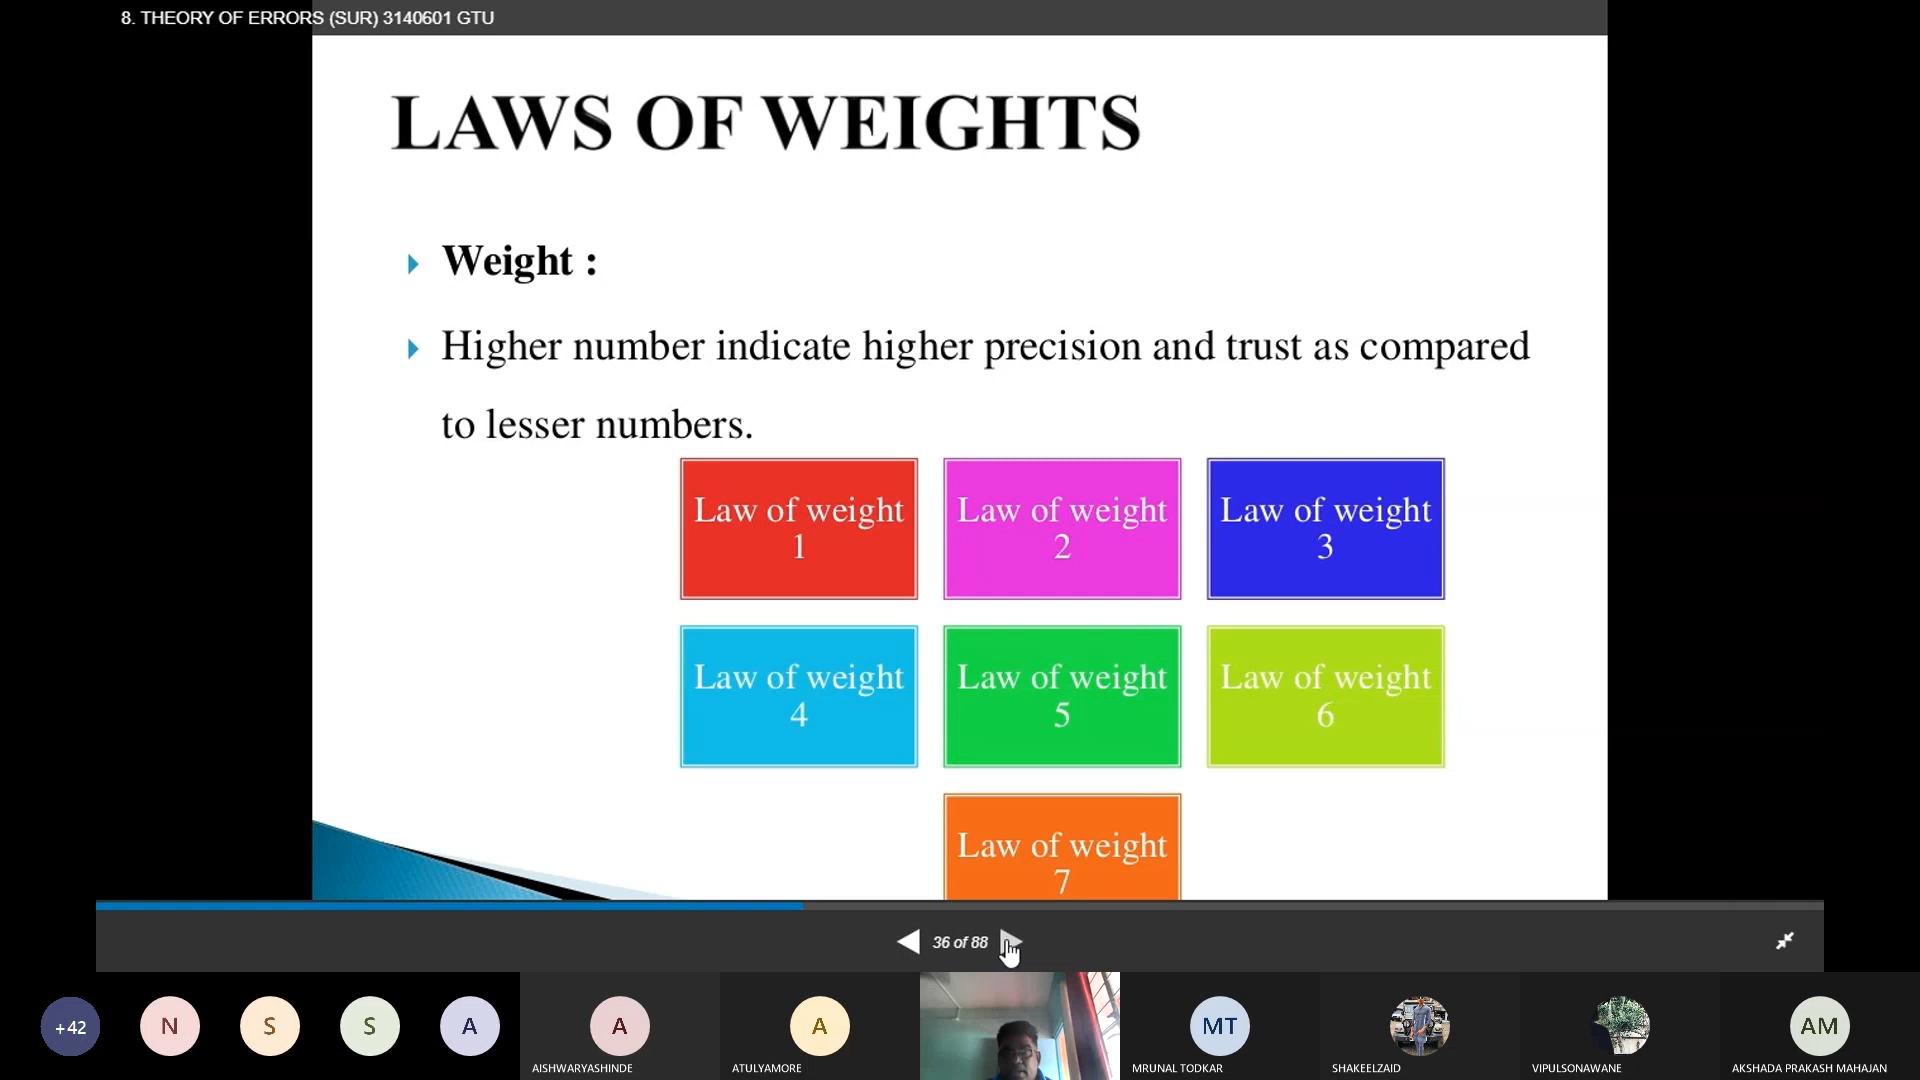 8. THEORY OF ERRORS (SUR) 3140601 GTU
LAWS OF WEIGHTS
Weight :
Higher number indicate higher precision and trust as compared
to lesser numbers.
Law of weight
1
Law of weight
2
Law of weight
3
Law of weight
4
Law of weight
5
Law of weight
6
Law of weight
7
36 of 88
+42
N
S
S
A
A
AISHWARYASHINDE
A
ATULYAMORE
MT
MRUNAL TODKAR
SHAKEELZAID
VIPULSONAWANE
AM
AKSHADA PRAKASH MAHAJAN